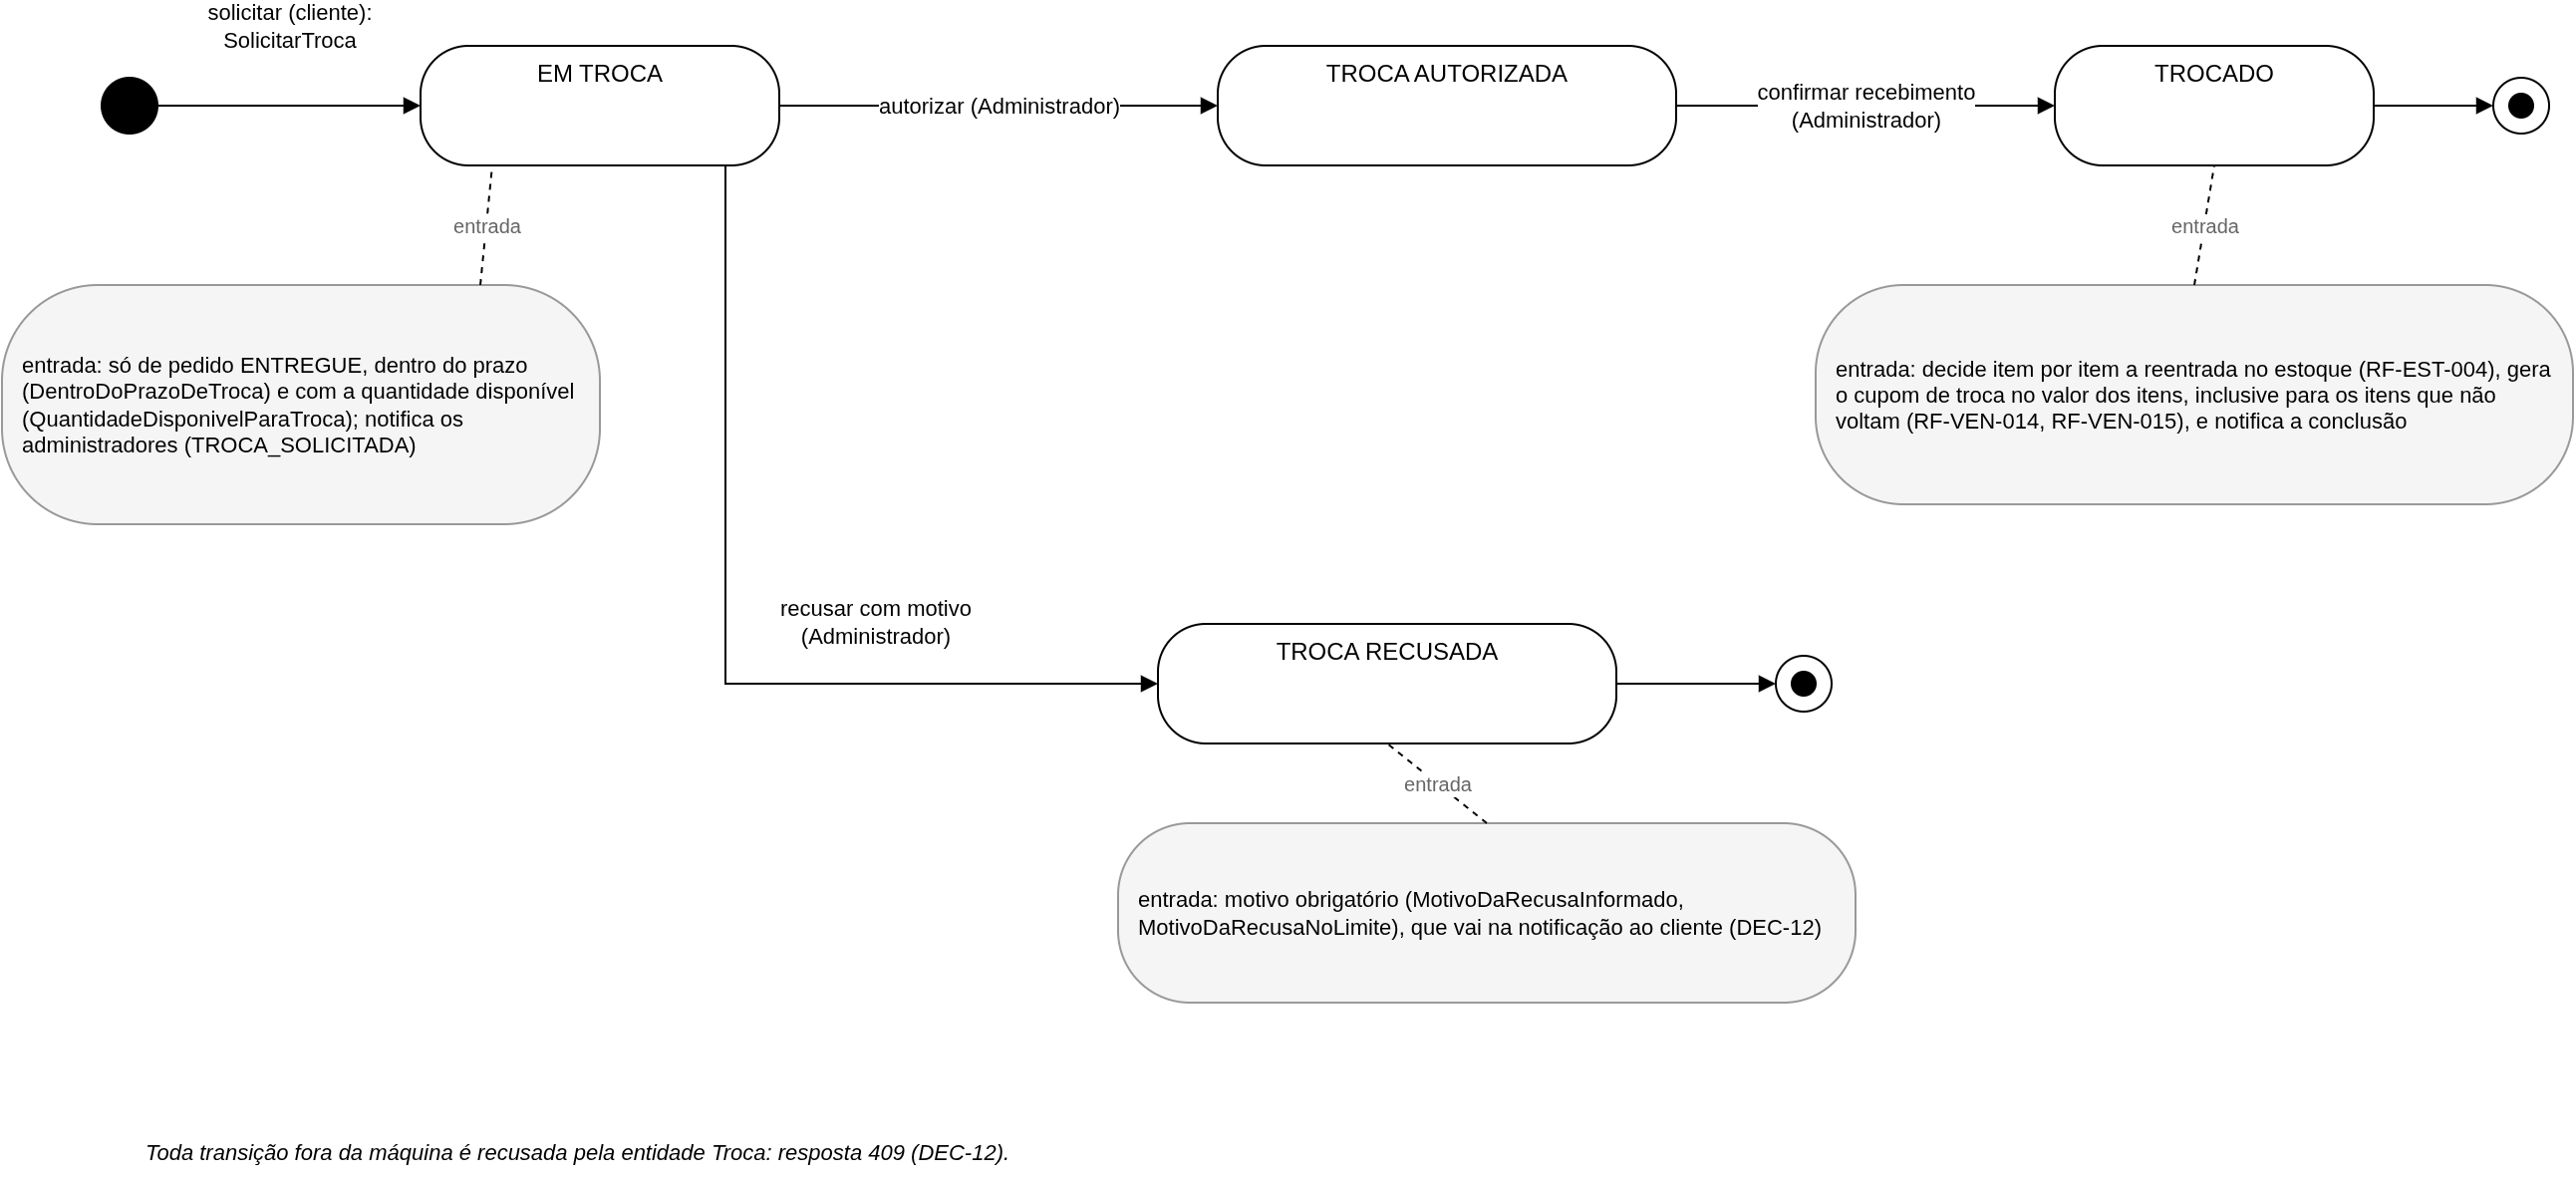 solicitar (cliente):
SolicitarTroca
EM TROCA
autorizar (Administrador)
TROCA AUTORIZADA
confirmar recebimento
(Administrador)
TROCADO
entrada
entrada
entrada: só de pedido ENTREGUE, dentro do prazo
(DentroDoPrazoDeTroca) e com a quantidade disponível
(QuantidadeDisponivelParaTroca); notifica os
administradores (TROCA_SOLICITADA)
entrada: decide item por item a reentrada no estoque (RF-EST-004), gera
o cupom de troca no valor dos itens, inclusive para os itens que não
voltam (RF-VEN-014, RF-VEN-015), e notifica a conclusão
recusar com motivo
(Administrador)
TROCA RECUSADA
entrada
entrada: motivo obrigatório (MotivoDaRecusaInformado,
MotivoDaRecusaNoLimite), que vai na notificação ao cliente (DEC-12)
Toda transição fora da máquina é recusada pela entidade Troca: resposta 409 (DEC-12).